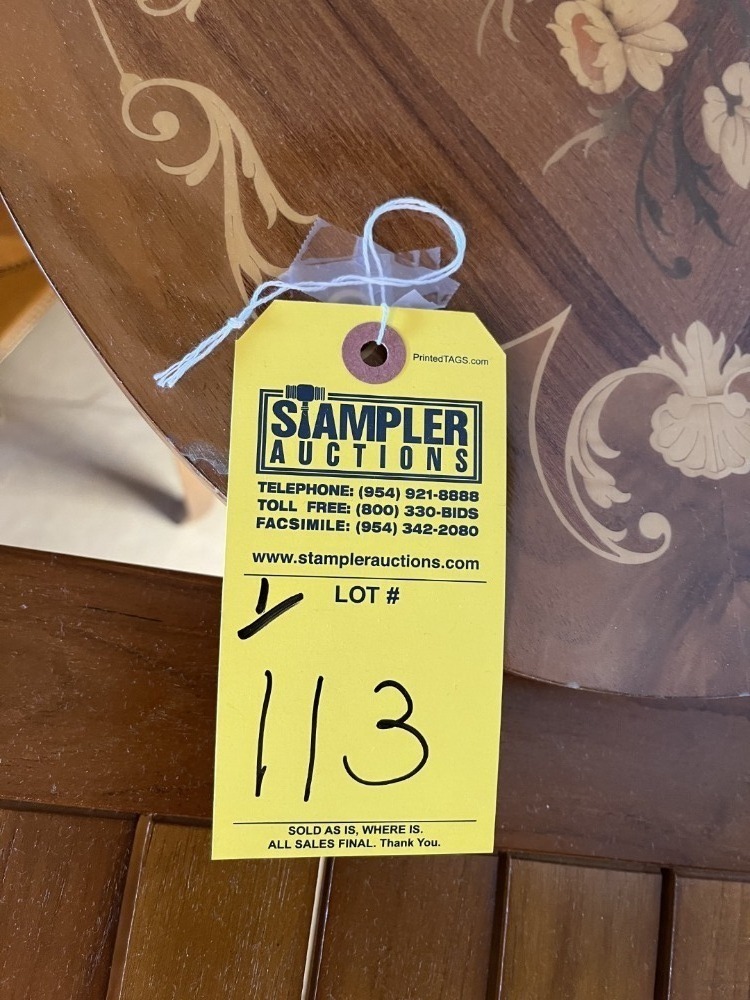 PrintedTAGS.com
STAMPLER
AUCTIONS
TELEPHONE: (954) 921-8888
TOLL FREE: (800) 330-BIDS
FACSIMILE: (954) 342-2080
www.stamplerauctions.com
1/
LOT #
113
SOLD AS IS, WHERE IS.
ALL SALES FINAL. Thank You.